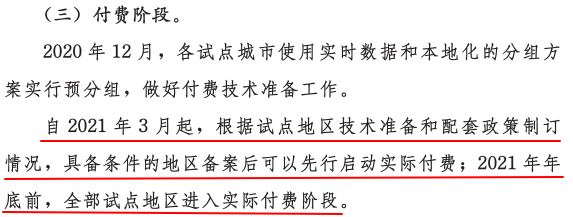 （三）付费阶段。
2020 年 12 月，各试点城市使用实时数据和本地化的分组方
案实行预分组，做好付费技术准备工作。
自 2021 年 3 月起，根据试点地区技术准备和配套政策制订
情况，具备条件的地区备案后可以先行启动实际付费；2021 年年
底前，全部试点地区进入实际付费阶段。